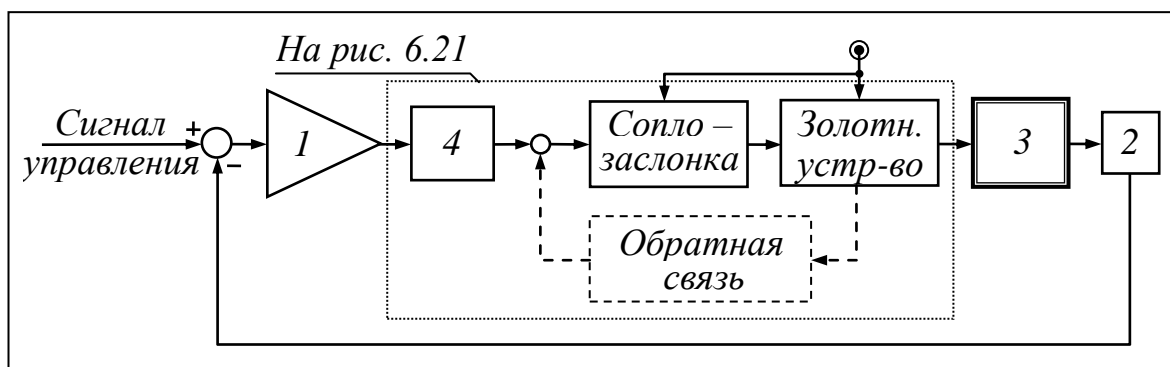 На рис. 6.21
Сигнал
управления
+
−
1
4
Сопло –
заслонка
Золотн.
устр-во
3
2
Обратная
связь